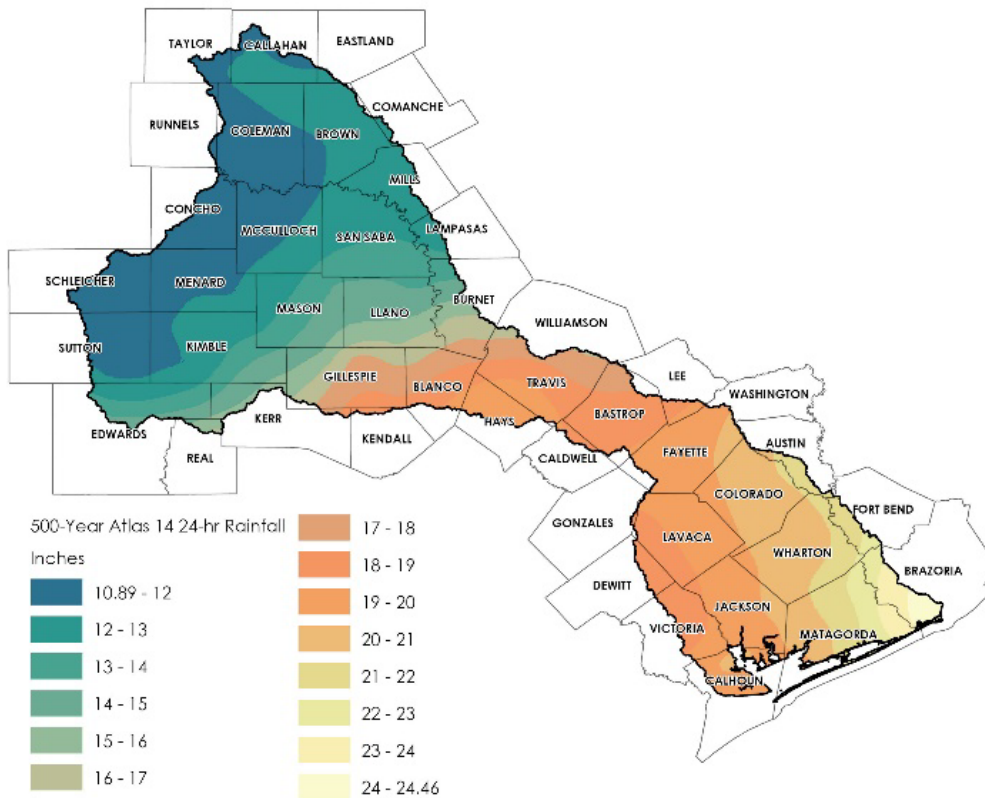 TAYLOR
CALLAHAN
EASTLAND
COMANCHE
RUNNELS
COLEMAN
BROWN
MILLS
CONCHO
MCCULLOCH
SAN SABA
LAMPASAS
SCHLEICHER
MENARD
BURNET
MASON
LLANO
WILLIAMSON
SUTTON
KIMBLE
LEE
GILLESPIE
BLANCO
TRAVIS
WASHINGTON
BASTROP
KERR
HAYS
EDWARDS
KENDALL
AUSTIN
REAL
CALDWELL
FAYETTE
COLORADO
FORT BEND
GONZALES
LAVACA
WHARTON
BRAZORIA
DEWITT
JACKSON
VICTORIA
MATAGORDA
CALHOUN
500-Year Atlas 14 24-hr Rainfall
Inches
10.89 - 12
12 - 13
13 - 14
14 - 15
15 - 16
16 - 17
17 - 18
18 - 19
19 - 20
20 - 21
21 - 22
22 - 23
23 - 24
24 - 24.46